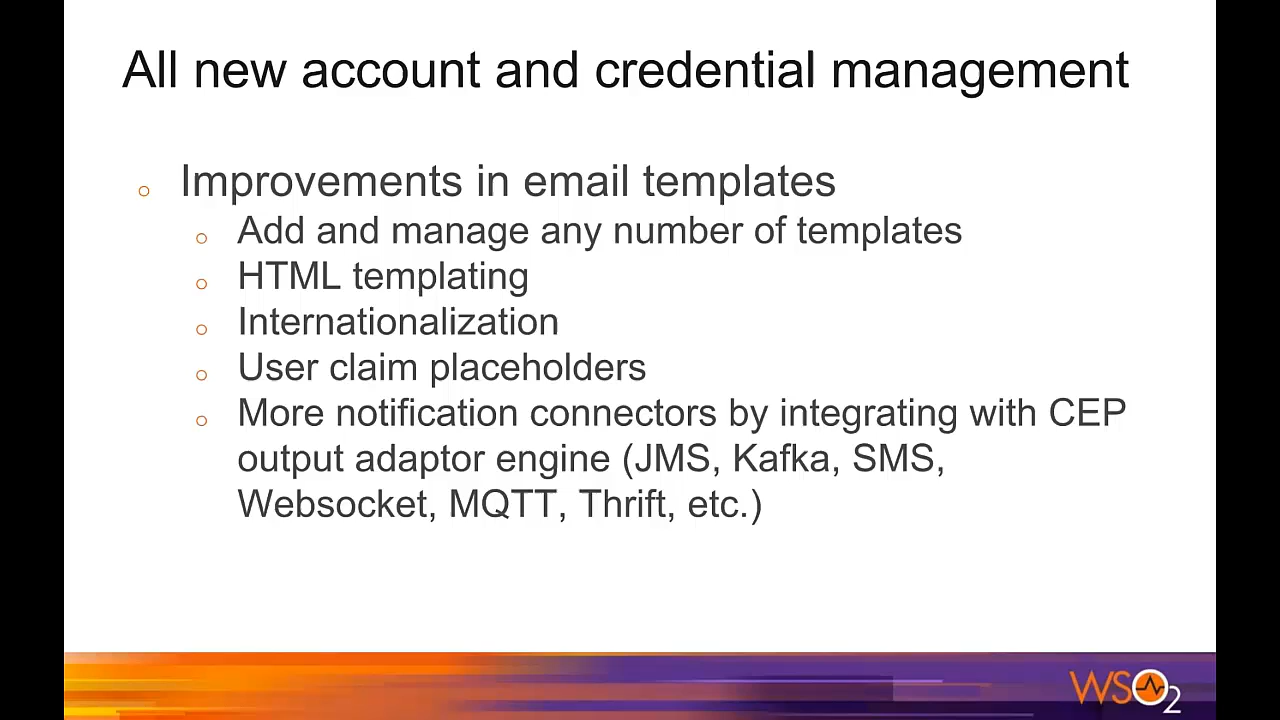 All new account and credential management
Improvements in email templates
Add and manage any number of templates
HTML templating
Internationalization
User claim placeholders
More notification connectors by integrating with CEP
output adaptor engine (JMS, Kafka, SMS,
Websocket, MQTT, Thrift, etc.)
WSO2